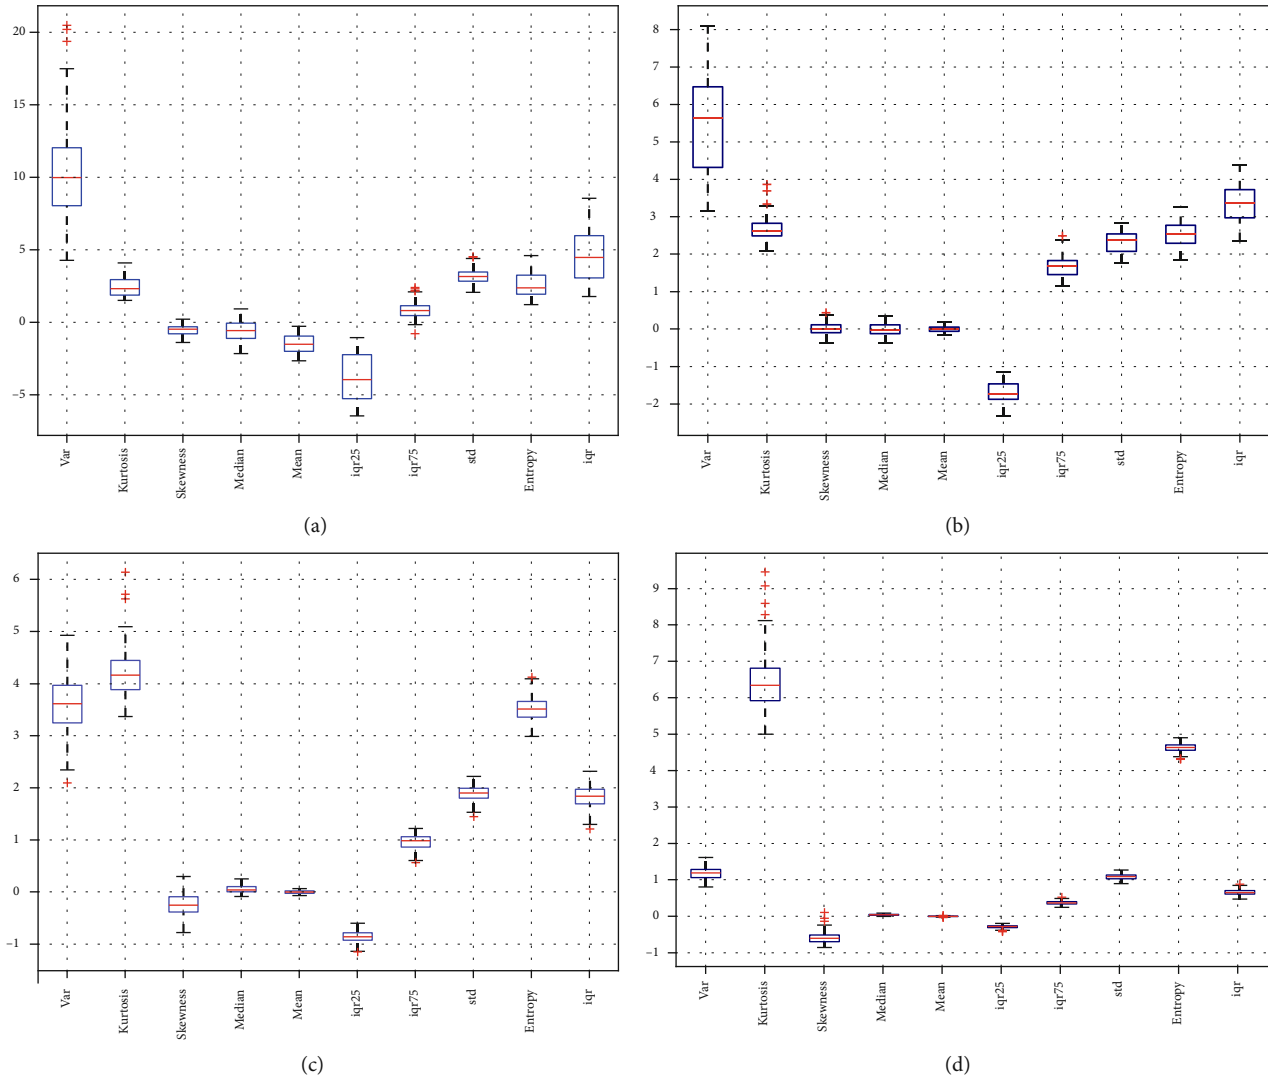 20
15
10
5
0
−5
Var
Kurtosis
Skewness
Median
Mean
iqr25
iqr75
std
Entropy
iqr
(a)
8
7
6
5
4
3
2
1
0
−1
−2
Var
Kurtosis
Skewness
Median
Mean
iqr25
iqr75
std
Entropy
iqr
(b)
6
5
4
3
2
1
0
−1
Var
Kurtosis
Skewness
Median
Mean
iqr25
iqr75
std
Entropy
iqr
(c)
9
8
7
6
5
4
3
2
1
0
−1
Var
Kurtosis
Skewness
Median
Mean
iqr25
iqr75
std
Entropy
iqr
(d)